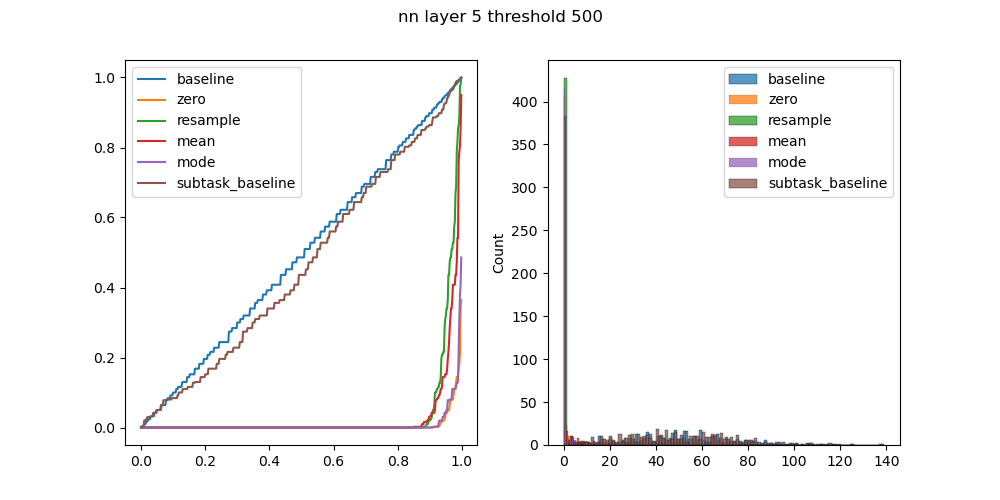 nn layer 5 threshold 500
baseline
zero
resample
mean
mode
subtask_baseline
1.0
0.8
0.6
0.4
0.2
0.0
0.0 0.2 0.4 0.6 0.8 1.0
baseline
zero
resample
mean
mode
subtask_baseline
Count
400
350
300
250
200
150
100
50
0
0 20 40 60 80 100 120 140